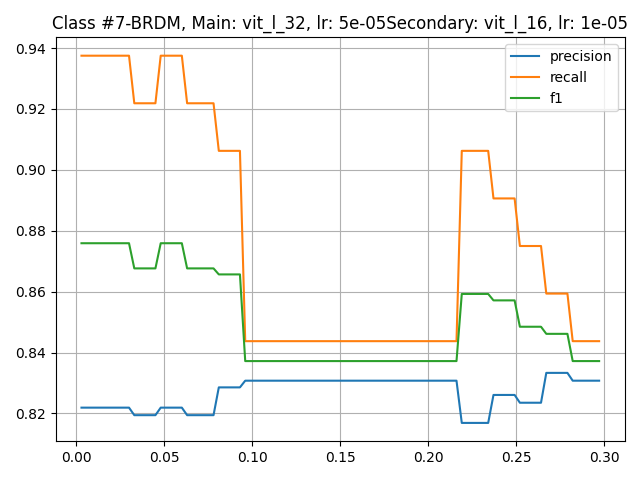 Class #7-BRDM, Main: vit_l_32, lr: 5e-05Secondary: vit_l_16, lr: 1e-05
precision
recall
f1
0.94
0.92
0.90
0.88
0.86
0.84
0.82
0.00 0.05 0.10 0.15 0.20 0.25 0.30